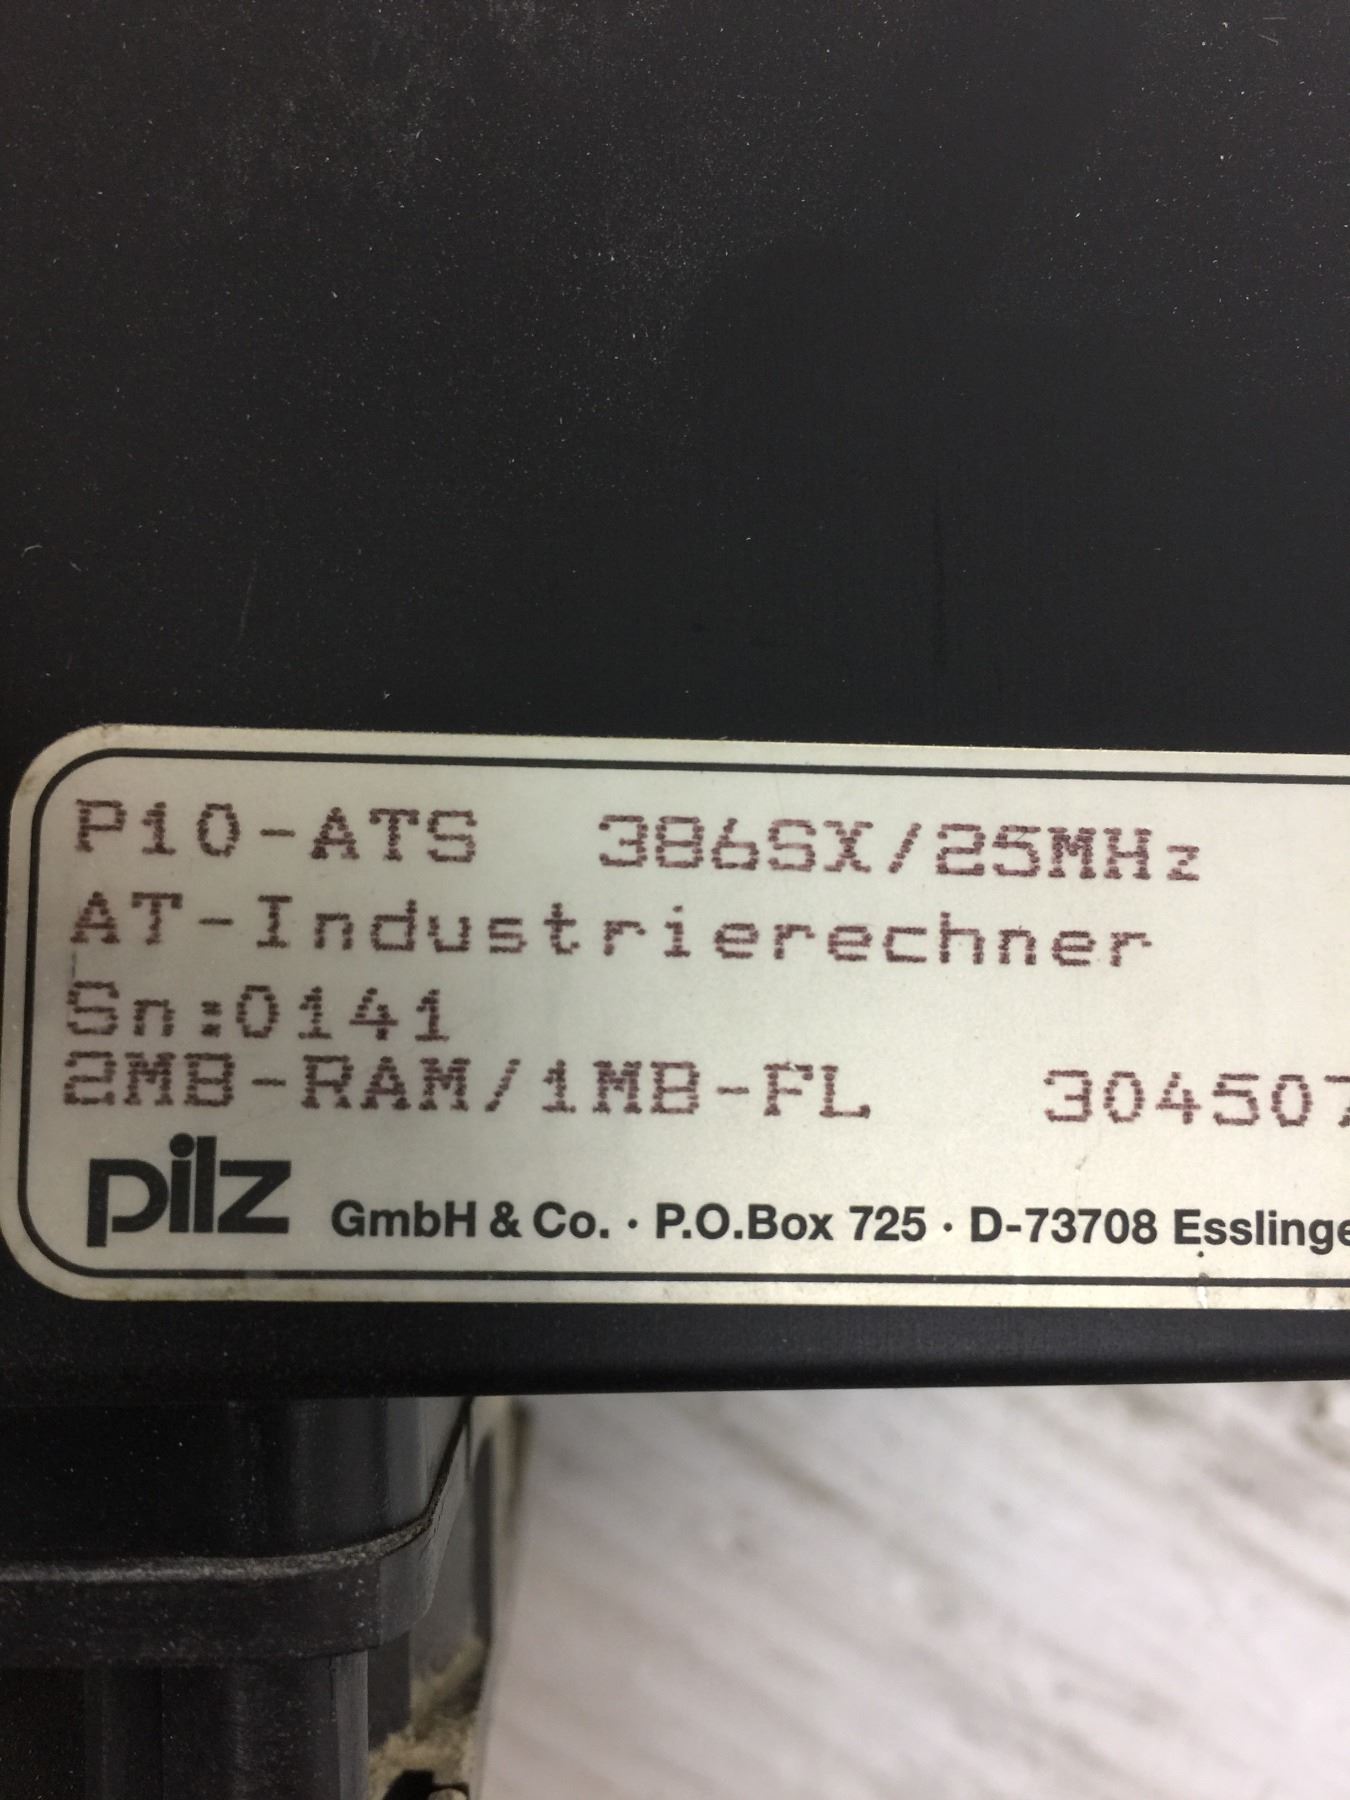 P10-ATS 386SX/25MHz
AT-Industrierechner
Sn:0141
2MB-RAM/1MB-FL 304507
pilz GmbH & Co. · P.O.Box 725 · D-73708 Esslinge